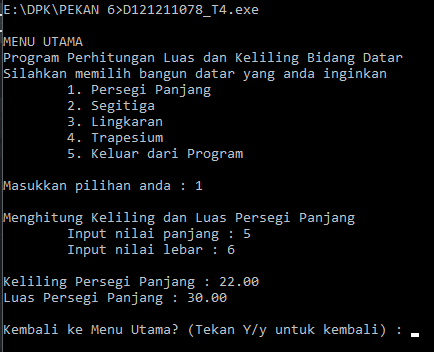 E:\DPK\PEKAN 6>D121211078_T4.exe
MENU UTAMA
Program Perhitungan Luas dan Keliling Bidang Datar
Silahkan memilih bangun datar yang anda inginkan
1. Persegi Panjang
2. Segitiga
3. Lingkaran
4. Trapesium
5. Keluar dari Program
Masukkan pilihan anda : 1
Menghitung Keliling dan Luas Persegi Panjang
Input nilai panjang : 5
Input nilai lebar : 6
Keliling Persegi Panjang : 22.00
Luas Persegi Panjang : 30.00
Kembali ke Menu Utama? (Tekan Y/y untuk kembali) :